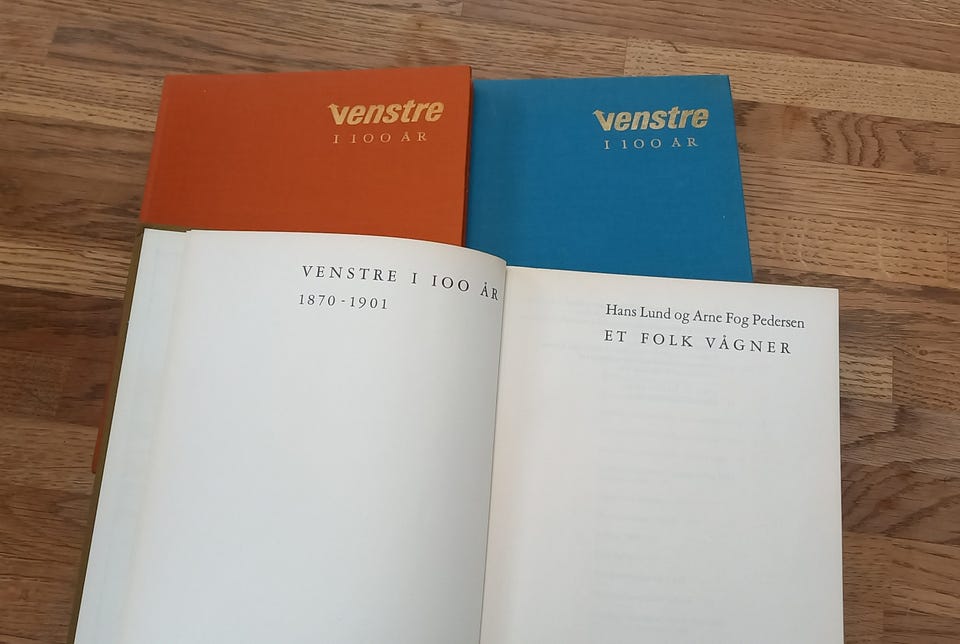 venstre
I 100 ÅR
venstre
I 100 ÅR
VENSTRE I 100 ÅR
1870-1901
Hans Lund og Arne Fog Pedersen
ET FOLK VÅGNER